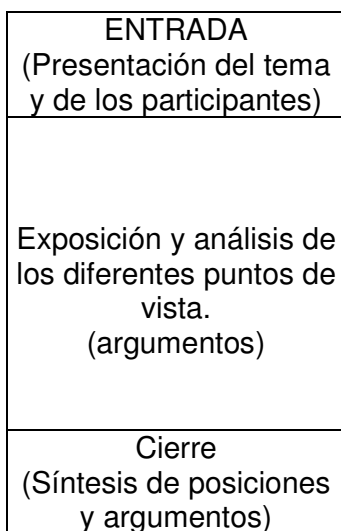 ENTRADA
(Presentación del tema
y de los participantes)
Exposición y análisis de
los diferentes puntos de
vista.
(argumentos)
Cierre
(Síntesis de posiciones
y argumentos)